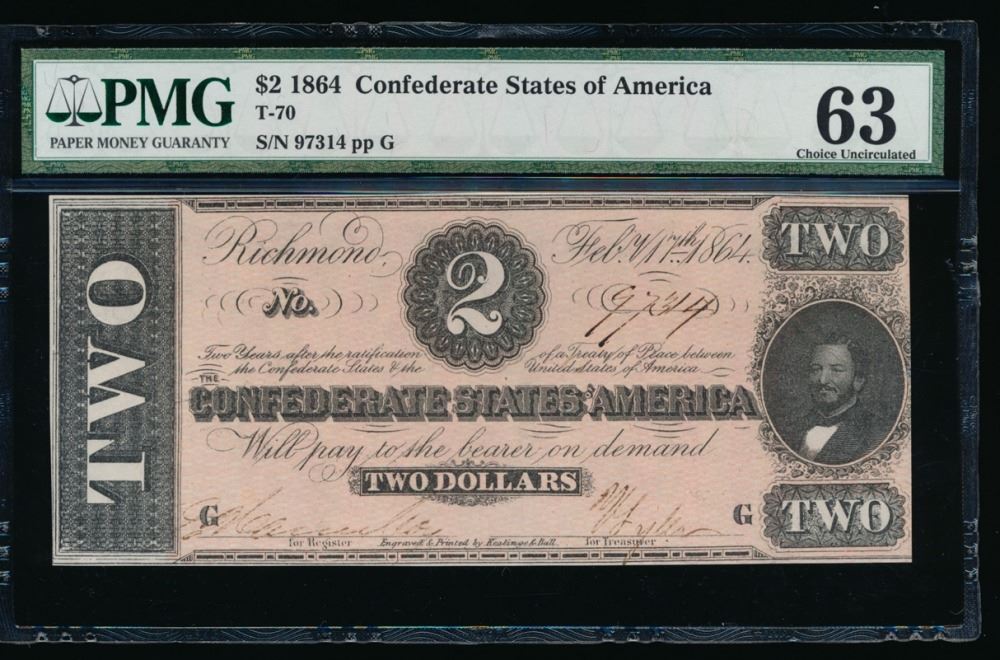 PMG
PAPER MONEY GUARANTY
$2 1864 Confederate States of America
T-70
S/N 97314 pp G
63
Choice Uncirculated
TWO
Richmond,
2
Feb.y 17th 1864.
TWO
No.
97314
Two Years after the ratification of a Treaty of Peace between
the Confederate States & the United States of America
THE
CONFEDERATE STATES AMERICA
Will pay to the bearer on demand
TWO DOLLARS
G
G
TWO
for Register
Engraved & Printed by Keatinge & Ball.
for Treasurer